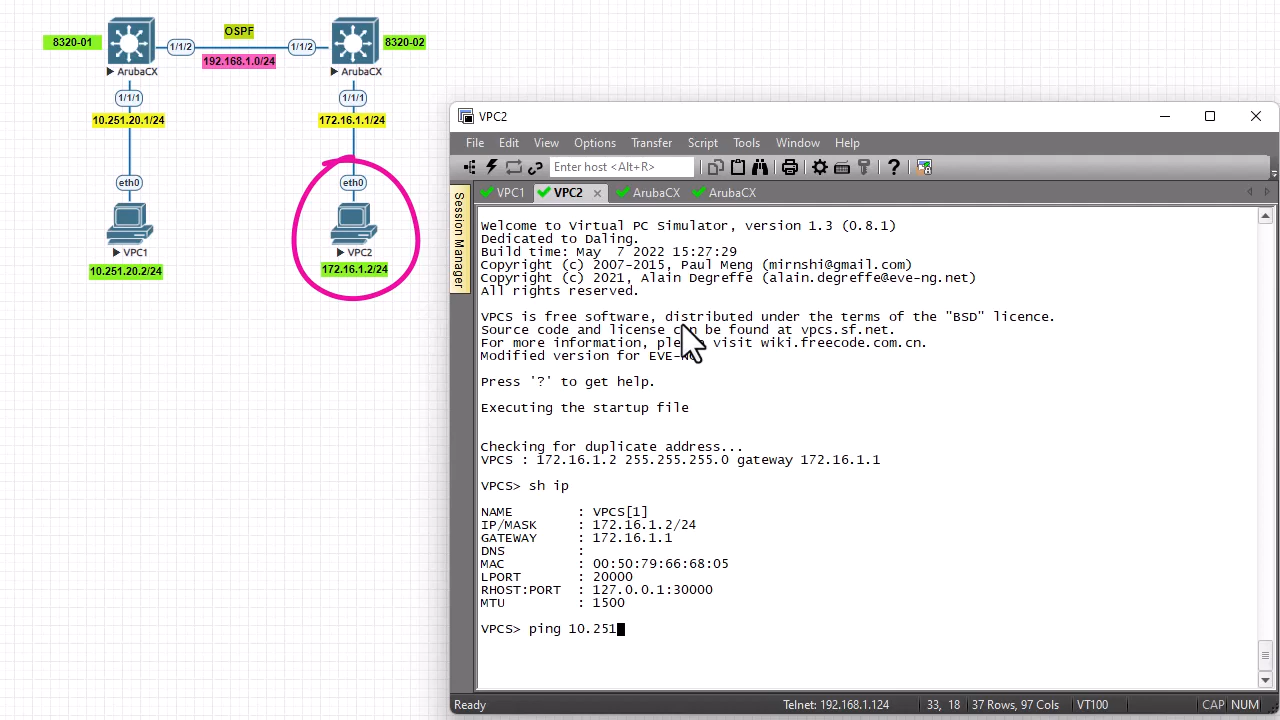 8320-01
OSPF
8320-02
1/1/2
1/1/2
192.168.1.0/24
ArubaCX
ArubaCX
1/1/1
1/1/1
10.251.20.1/24
172.16.1.1/24
eth0
eth0
VPC1
VPC2
10.251.20.2/24
172.16.1.2/24
VPC2
File Edit View Options Transfer Script Tools Window Help
Enter host <Alt+R>
VPC1 VPC2 ArubaCX ArubaCX
Session Manager
Welcome to Virtual PC Simulator, version 1.3 (0.8.1)
Dedicated to Daling.
Build time: May  7 2022 15:27:29
Copyright (c) 2007-2015, Paul Meng (mirnshi@gmail.com)
Copyright (c) 2021, Alain Degreffe (alain.degreffe@eve-ng.net)
All rights reserved.
VPCS is free software, distributed under the terms of the "BSD" licence.
Source code and license can be found at vpcs.sf.net.
For more information, visit wiki.freecode.com.cn.
Modified version for
Press '?' to get help.
Executing the startup file
Checking for duplicate address...
VPCS : 172.16.1.2 255.255.255.0 gateway 172.16.1.1
VPCS> sh ip
NAME        : VPCS[1]
IP/MASK     : 172.16.1.2/24
GATEWAY     : 172.16.1.1
DNS         :
MAC         : 00:50:79:66:68:05
LPORT       : 20000
RHOST:PORT  : 127.0.0.1:30000
MTU         : 1500
VPCS> ping 10.251
Ready
Telnet: 192.168.1.124 33, 18 37 Rows, 97 Cols VT100 CAP NUM